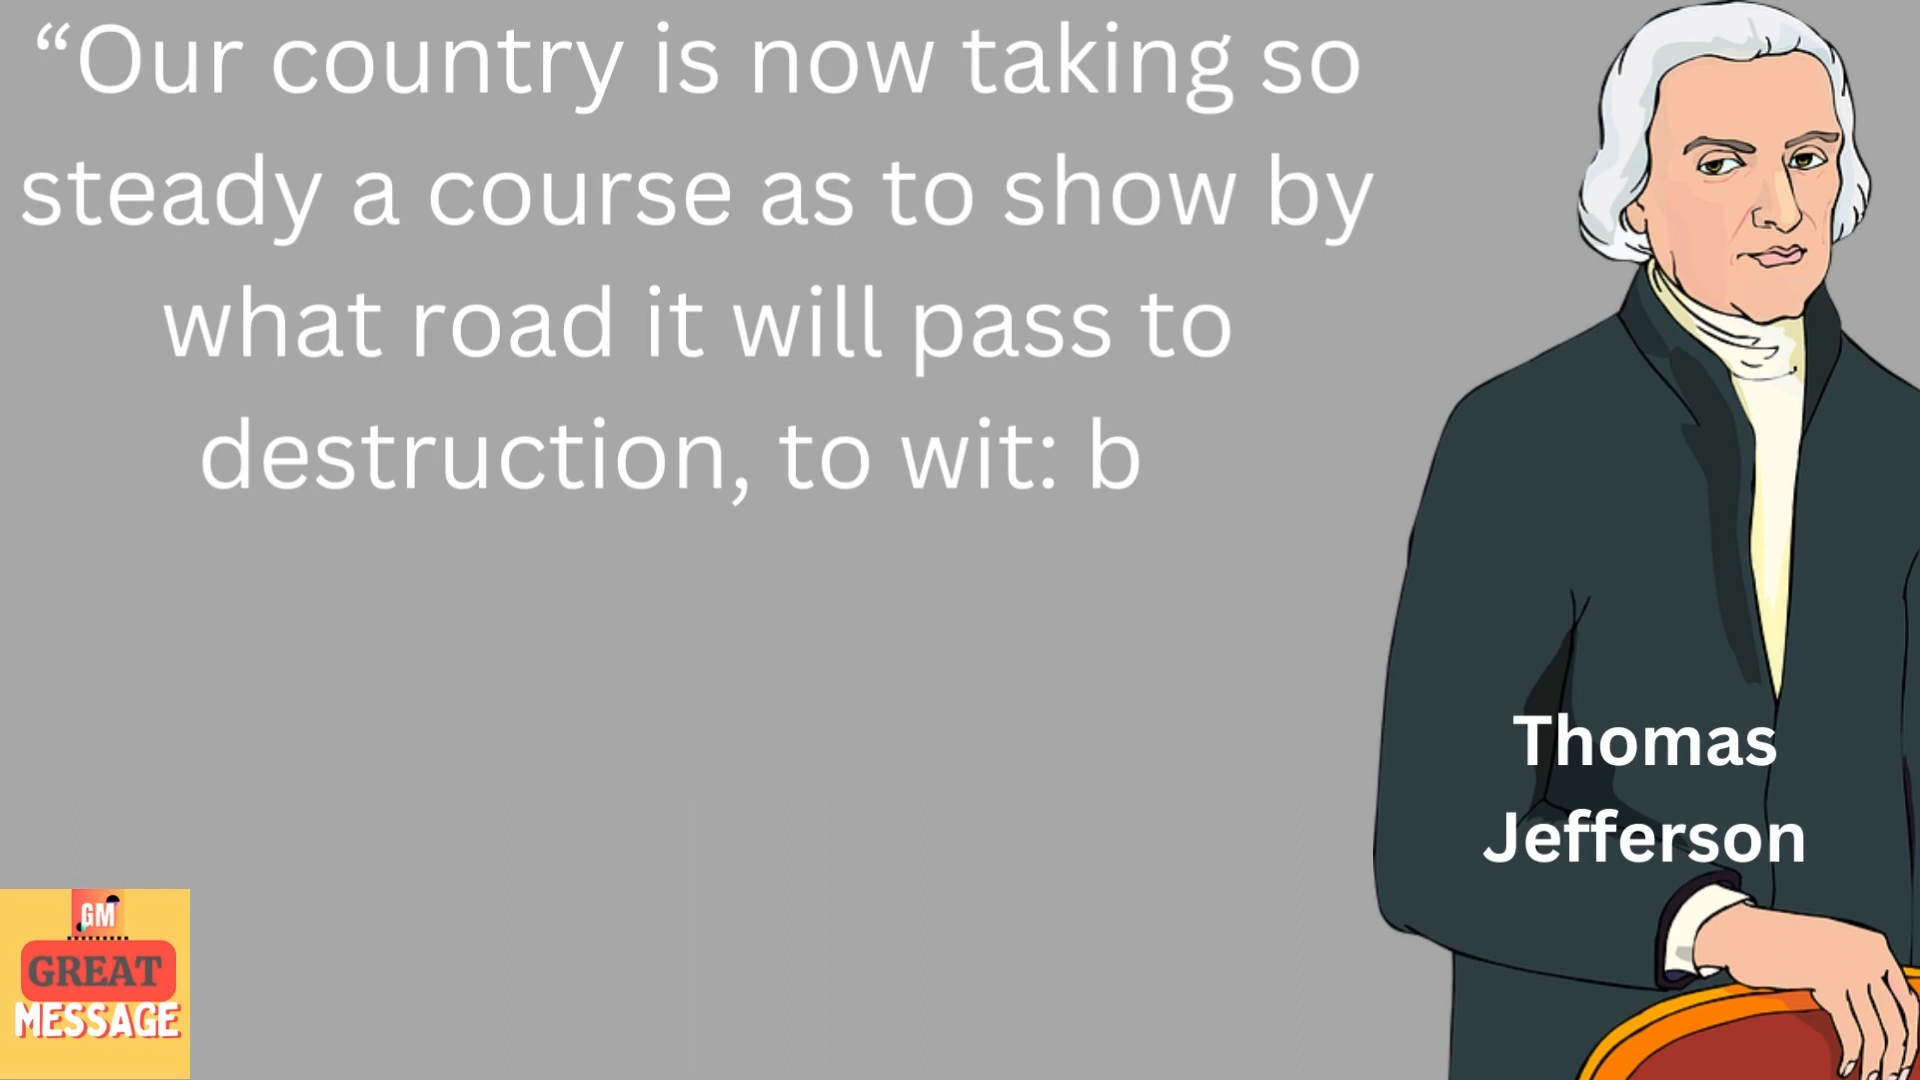 “Our country is now taking so
steady a course as to show by
what road it will pass to
destruction, to wit: b
Thomas
Jefferson
GM
GREAT
MESSAGE